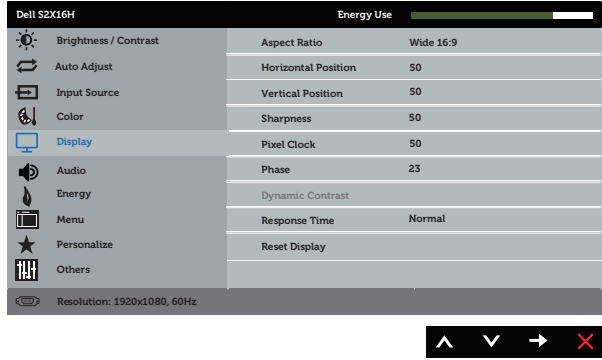 Dell S2X16H Energy Use
Brightness / Contrast
Auto Adjust
Input Source
Color
Display
Audio
Energy
Menu
Personalize
Others
Aspect Ratio Wide 16:9
Horizontal Position 50
Vertical Position 50
Sharpness 50
Pixel Clock 50
Phase 23
Dynamic Contrast
Response Time Normal
Reset Display
Resolution: 1920x1080, 60Hz